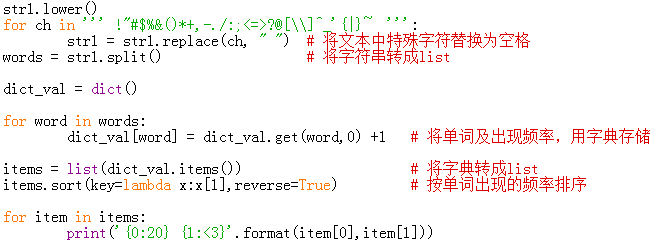 str1.lower()
for ch in ''' !"#$%&()*+,-./:;<=>?@[\\]^_'{|}~ ''':
        str1 = str1.replace(ch, " ")  # 将文本中特殊字符替换为空格
words = str1.split()                  # 将字符串转成list

dict_val = dict()

for word in words:
        dict_val[word] = dict_val.get(word,0) +1   # 将单词及出现频率，用字典存储

items = list(dict_val.items())                     # 将字典转成list
items.sort(key=lambda x:x[1],reverse=True)         # 按单词出现的频率排序

for item in items:
        print('{0:20} {1:<3}'.format(item[0],item[1]))